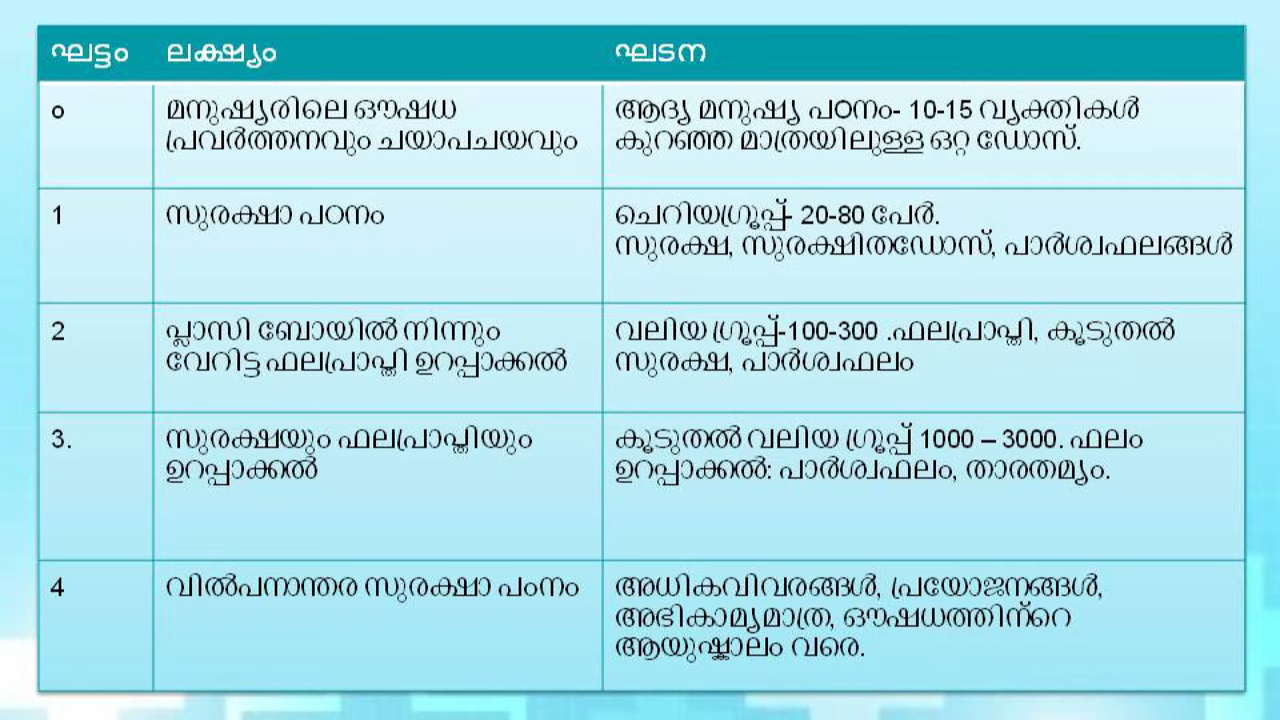 ഘട്ടം ലക്ഷ്യം ഘടന
० മനുഷ്യരിലെ ഔഷധ
പ്രവർത്തനവും ചയാപചയവും
ആദ്യ മനുഷ്യ പഠനം- 10-15 വ്യക്തികൾ
കുറഞ്ഞ മാത്രയിലുള്ള ഒറ്റ ഡോസ്.
1 സുരക്ഷാ പഠനം
ചെറിയഗ്രൂപ്പ്- 20-80 പേർ.
സുരക്ഷ, സുരക്ഷിതഡോസ്, പാർശ്വഫലങ്ങൾ
2 പ്ലാസി ബോയിൽ നിന്നും
വേറിട്ട ഫലപ്രാപ്തി ഉറപ്പാക്കൽ
വലിയ ഗ്രൂപ്പ്-100-300 .ഫലപ്രാപ്തി, കൂടുതൽ
സുരക്ഷ, പാർശ്വഫലം
3. സുരക്ഷയും ഫലപ്രാപ്തിയും
ഉറപ്പാക്കൽ
കൂടുതൽ വലിയ ഗ്രൂപ്പ് 1000 – 3000. ഫലം
ഉറപ്പാക്കൽ: പാർശ്വഫലം, താരതമ്യം.
4 വിൽപനാന്തര സുരക്ഷാ പംനം
അധികവിവരങ്ങൾ, പ്രയോജനങ്ങൾ,
അഭികാമ്യമാത്ര, ഔഷധത്തിന്റെ
ആയുഷ്ക്കാലം വരെ.